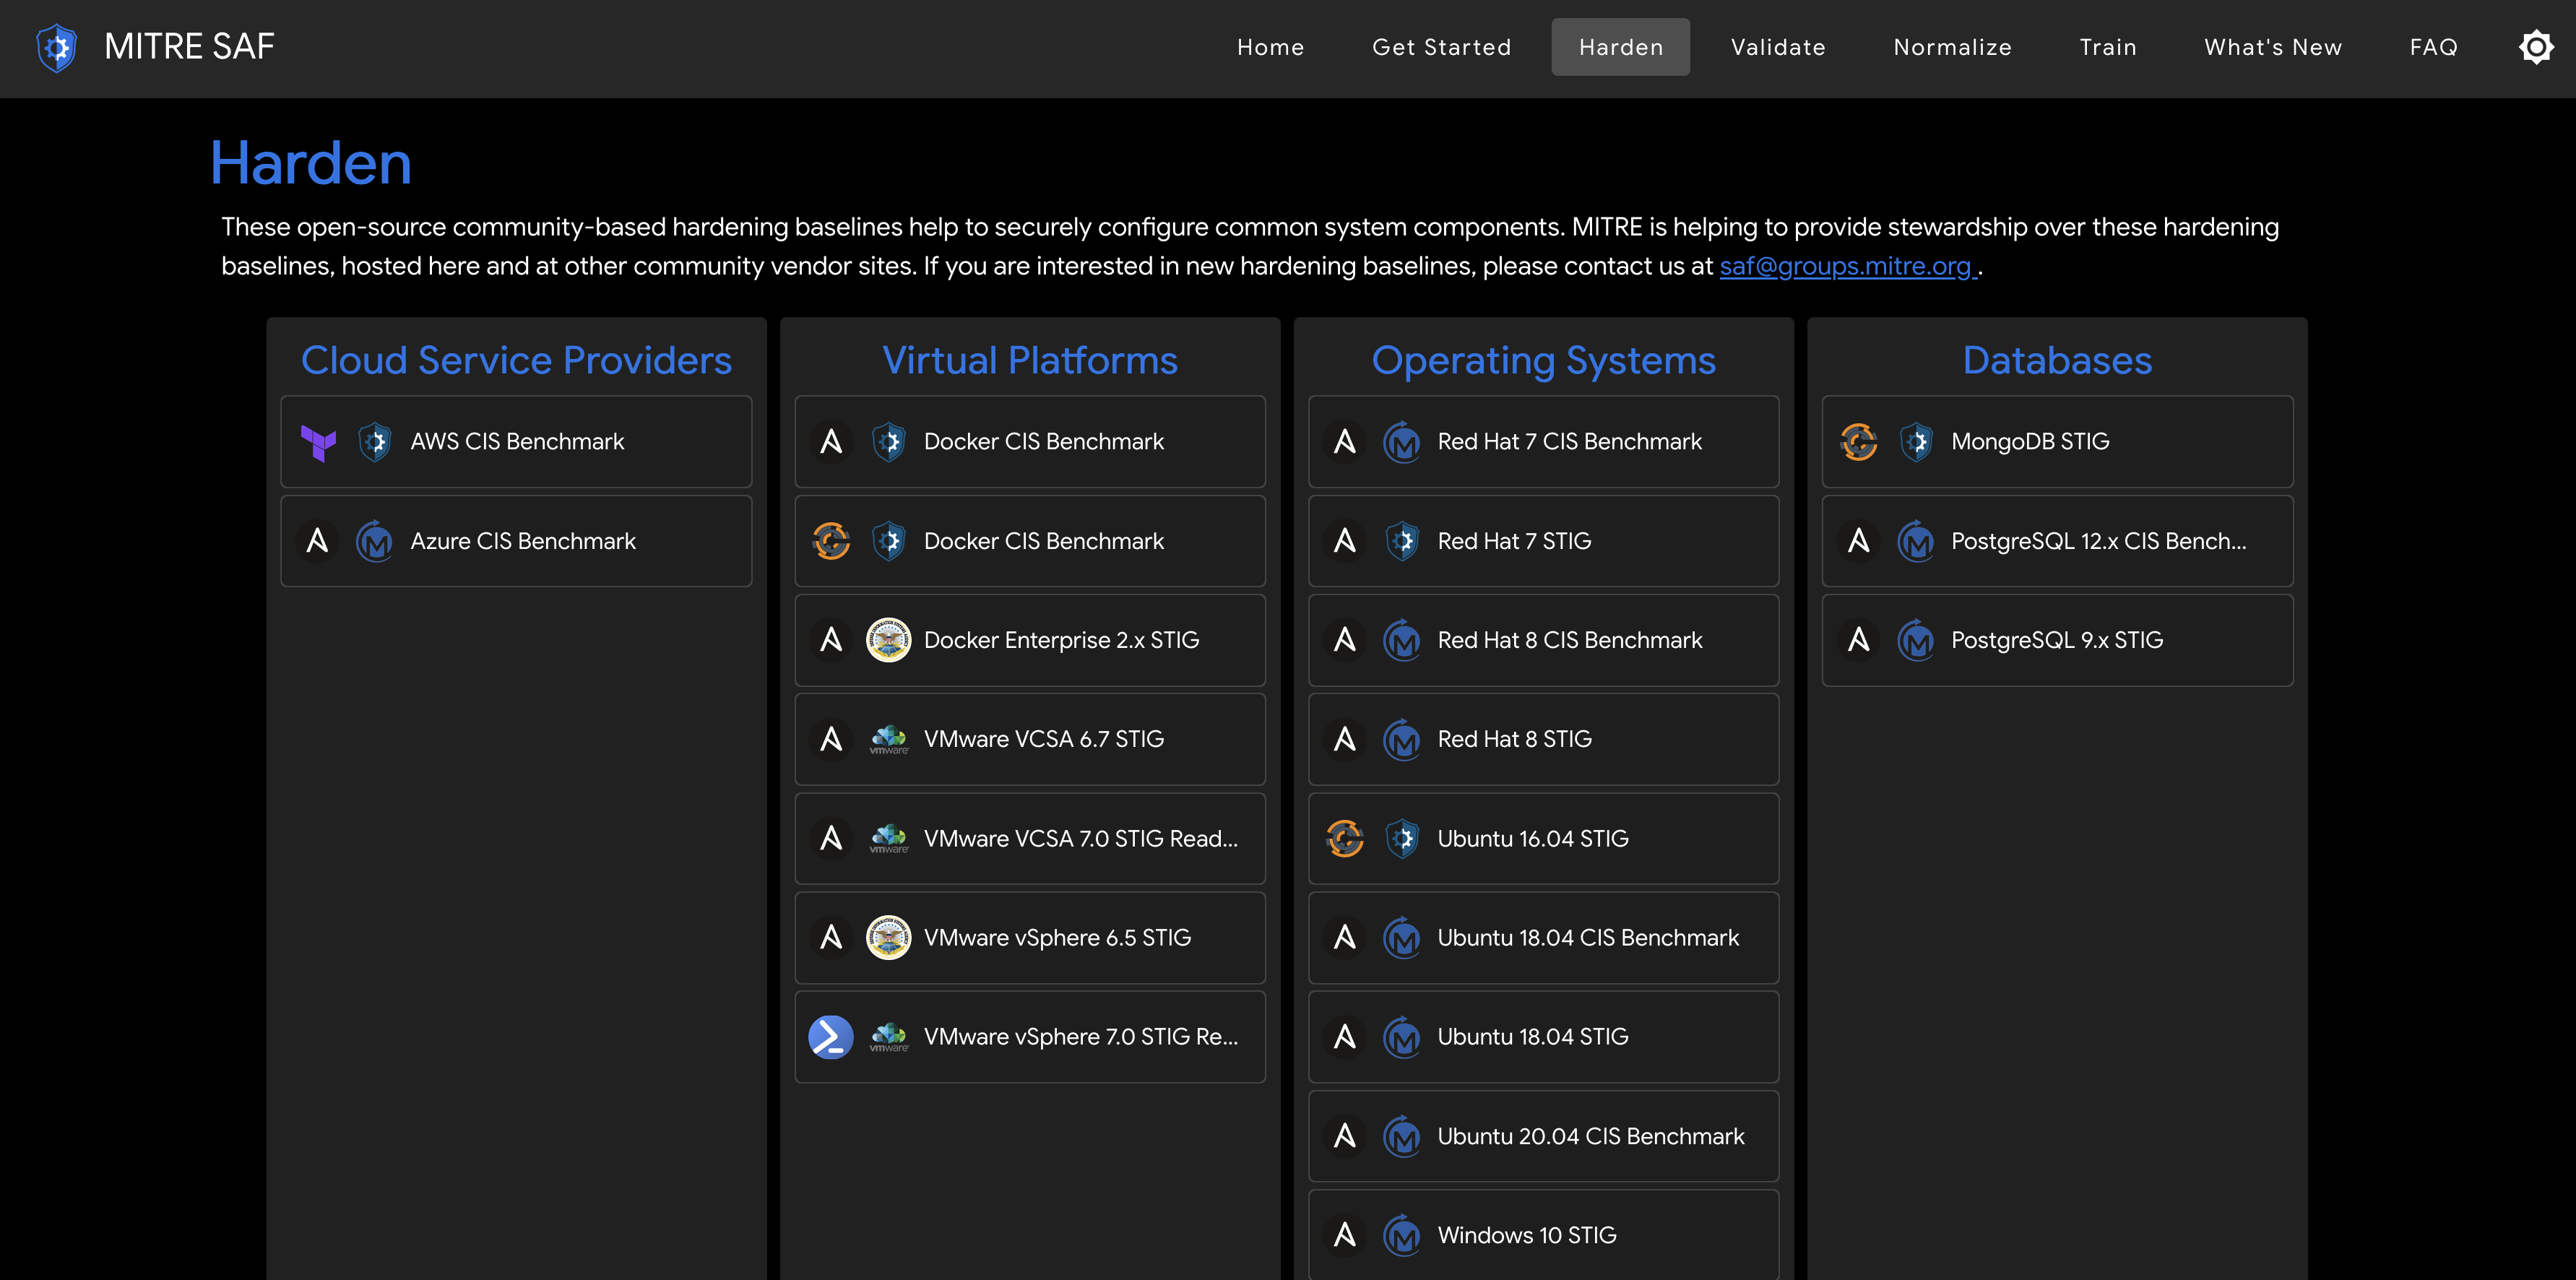 MITRE SAF
Home
Get Started
Harden
Validate
Normalize
Train
What's New
FAQ
Harden
These open-source community-based hardening baselines help to securely configure common system components. MITRE is helping to provide stewardship over these hardening
baselines, hosted here and at other community vendor sites. If you are interested in new hardening baselines, please contact us at saf@groups.mitre.org .
Cloud Service Providers
AWS CIS Benchmark
Azure CIS Benchmark
Virtual Platforms
Docker CIS Benchmark
Docker CIS Benchmark
Docker Enterprise 2.x STIG
vmware
VMware VCSA 6.7 STIG
vmware
VMware VCSA 7.0 STIG Read...
VMware vSphere 6.5 STIG
vmware
VMware vSphere 7.0 STIG Re...
Operating Systems
Red Hat 7 CIS Benchmark
Red Hat 7 STIG
Red Hat 8 CIS Benchmark
Red Hat 8 STIG
Ubuntu 16.04 STIG
Ubuntu 18.04 CIS Benchmark
Ubuntu 18.04 STIG
Ubuntu 20.04 CIS Benchmark
Windows 10 STIG
Databases
MongoDB STIG
PostgreSQL 12.x CIS Bench...
PostgreSQL 9.x STIG